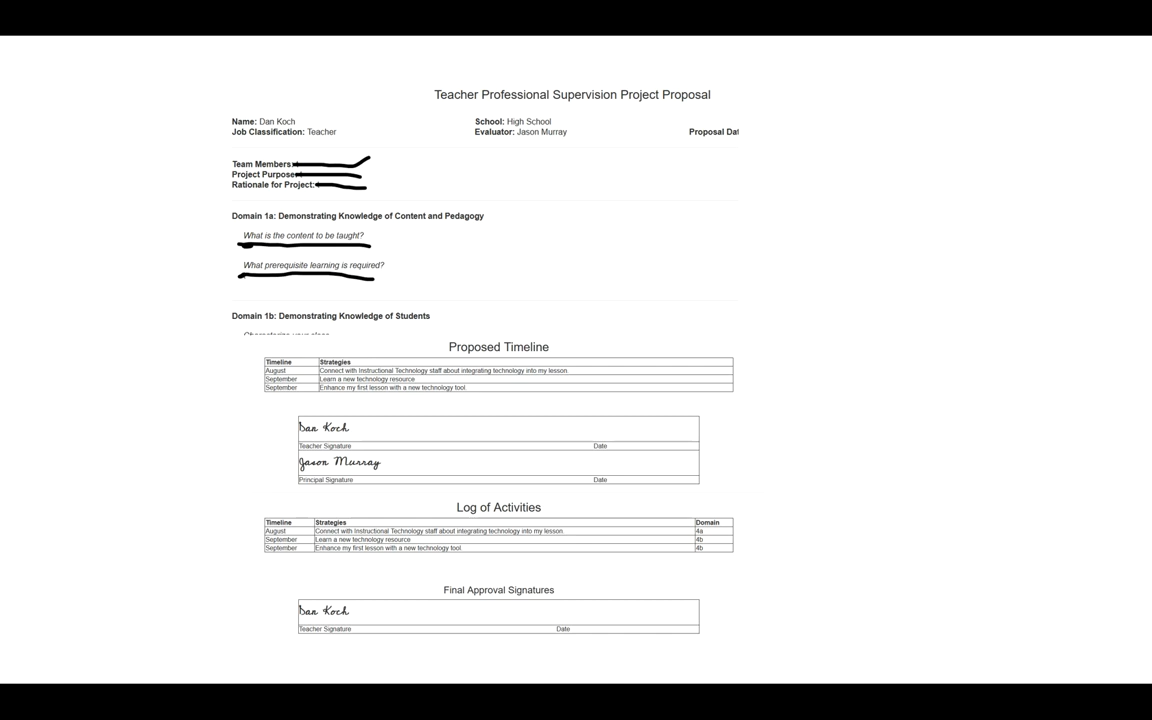 Teacher Professional Supervision Project Proposal
Name: Dan Koch School: High School
Job Classification: Teacher Evaluator: Jason Murray Proposal Dat
Team Members:
Project Purpose:
Rationale for Project:
Domain 1a: Demonstrating Knowledge of Content and Pedagogy
What is the content to be taught?
What prerequisite learning is required?
Domain 1b: Demonstrating Knowledge of Students
Proposed Timeline
Timeline Strategies
August Connect with Instructional Technology staff about integrating technology into my lesson.
September Learn a new technology resource
September Enhance my first lesson with a new technology tool.
Dan Koch
Teacher Signature Date
Jason Murray
Principal Signature Date
Log of Activities
Timeline Strategies Domain
August Connect with Instructional Technology staff about integrating technology into my lesson. 4a
September Learn a new technology resource 4b
September Enhance my first lesson with a new technology tool. 4b
Final Approval Signatures
Dan Koch
Teacher Signature Date